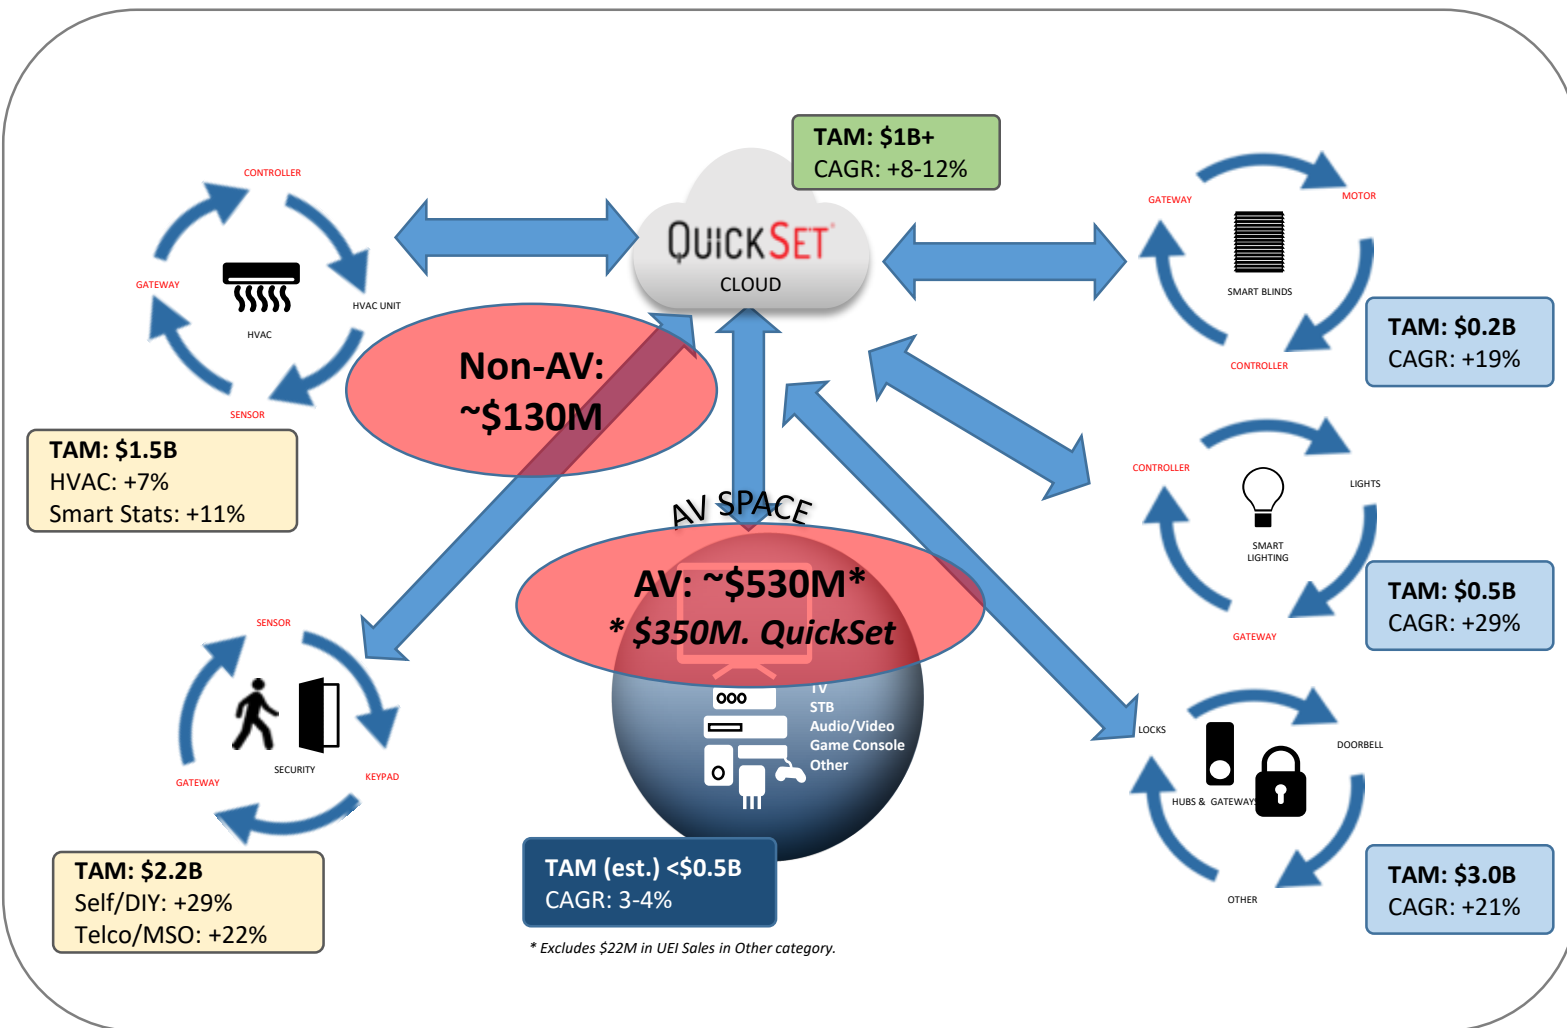 TAM: $1B+
CAGR: +8-12%
QUICKSET®
CLOUD
CONTROLLER
GATEWAY
HVAC UNIT
HVAC
SENSOR
TAM: $1.5B
HVAC: +7%
Smart Stats: +11%
Non-AV:
~$130M
GATEWAY
MOTOR
SMART BLINDS
CONTROLLER
TAM: $0.2B
CAGR: +19%
CONTROLLER
LIGHTS
SMART
LIGHTING
GATEWAY
TAM: $0.5B
CAGR: +29%
AV SPACE
AV: ~$530M*
* $350M. QuickSet
TV
STB
Audio/Video
Game Console
Other
TAM (est.) <$0.5B
CAGR: 3-4%
* Excludes $22M in UEI Sales in Other category.
SENSOR
SECURITY
GATEWAY
KEYPAD
TAM: $2.2B
Self/DIY: +29%
Telco/MSO: +22%
LOCKS
DOORBELL
HUBS & GATEWAYS
OTHER
TAM: $3.0B
CAGR: +21%